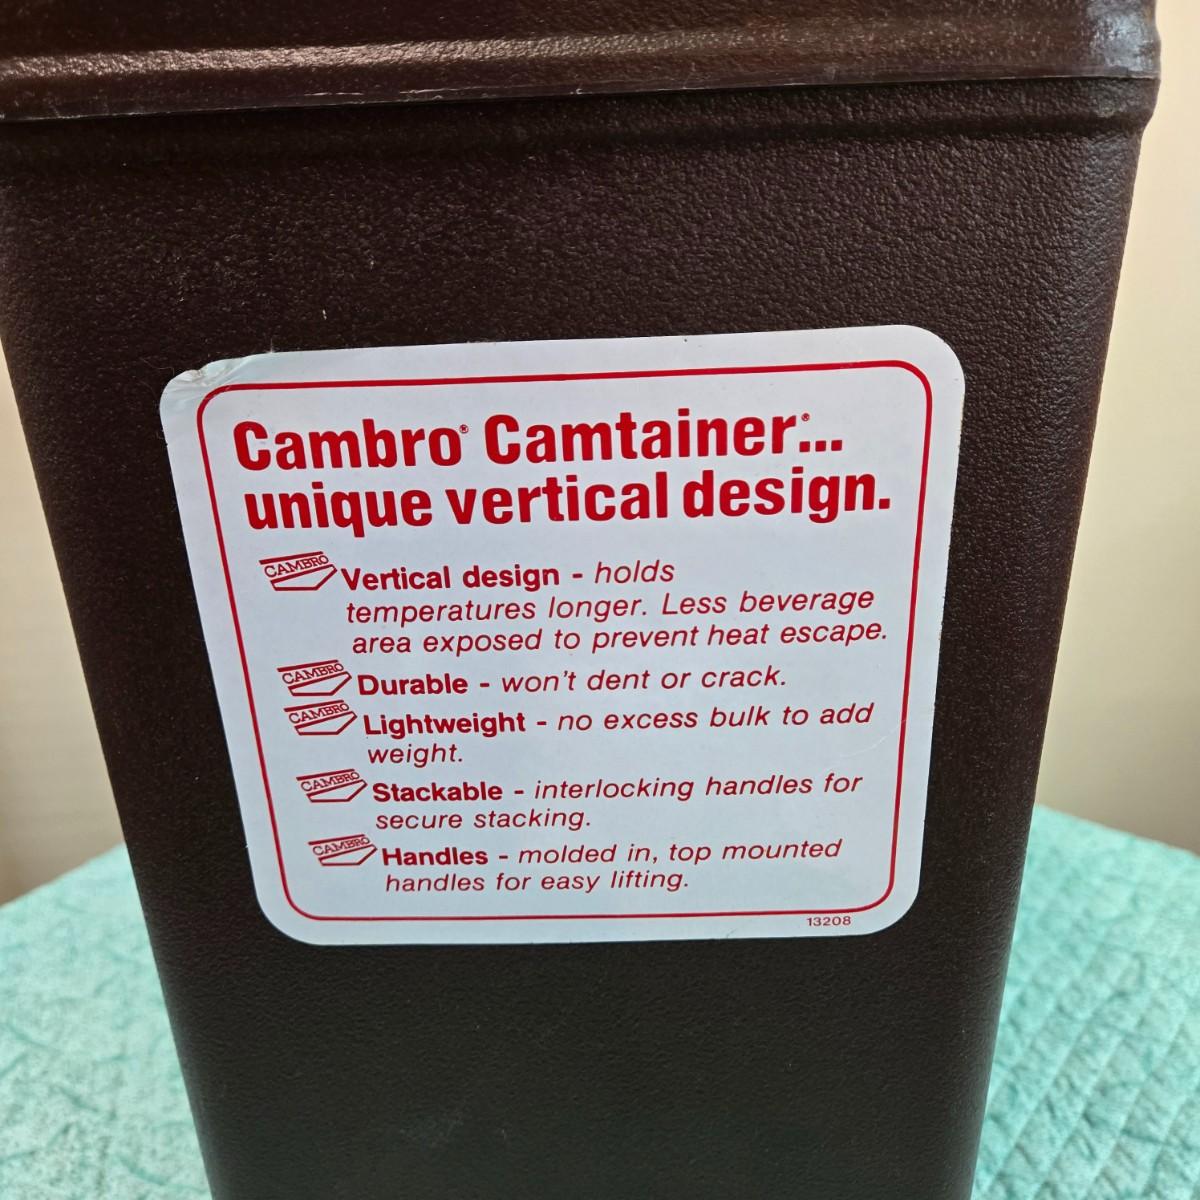 Cambro® Camtainer®...
unique vertical design.
CAMBRO Vertical design - holds
temperatures longer. Less beverage
area exposed to prevent heat escape.
CAMBRO Durable - won't dent or crack.
CAMBRO Lightweight - no excess bulk to add
weight.
CAMBRO Stackable - interlocking handles for
secure stacking.
CAMBRO Handles - molded in, top mounted
handles for easy lifting.
13208